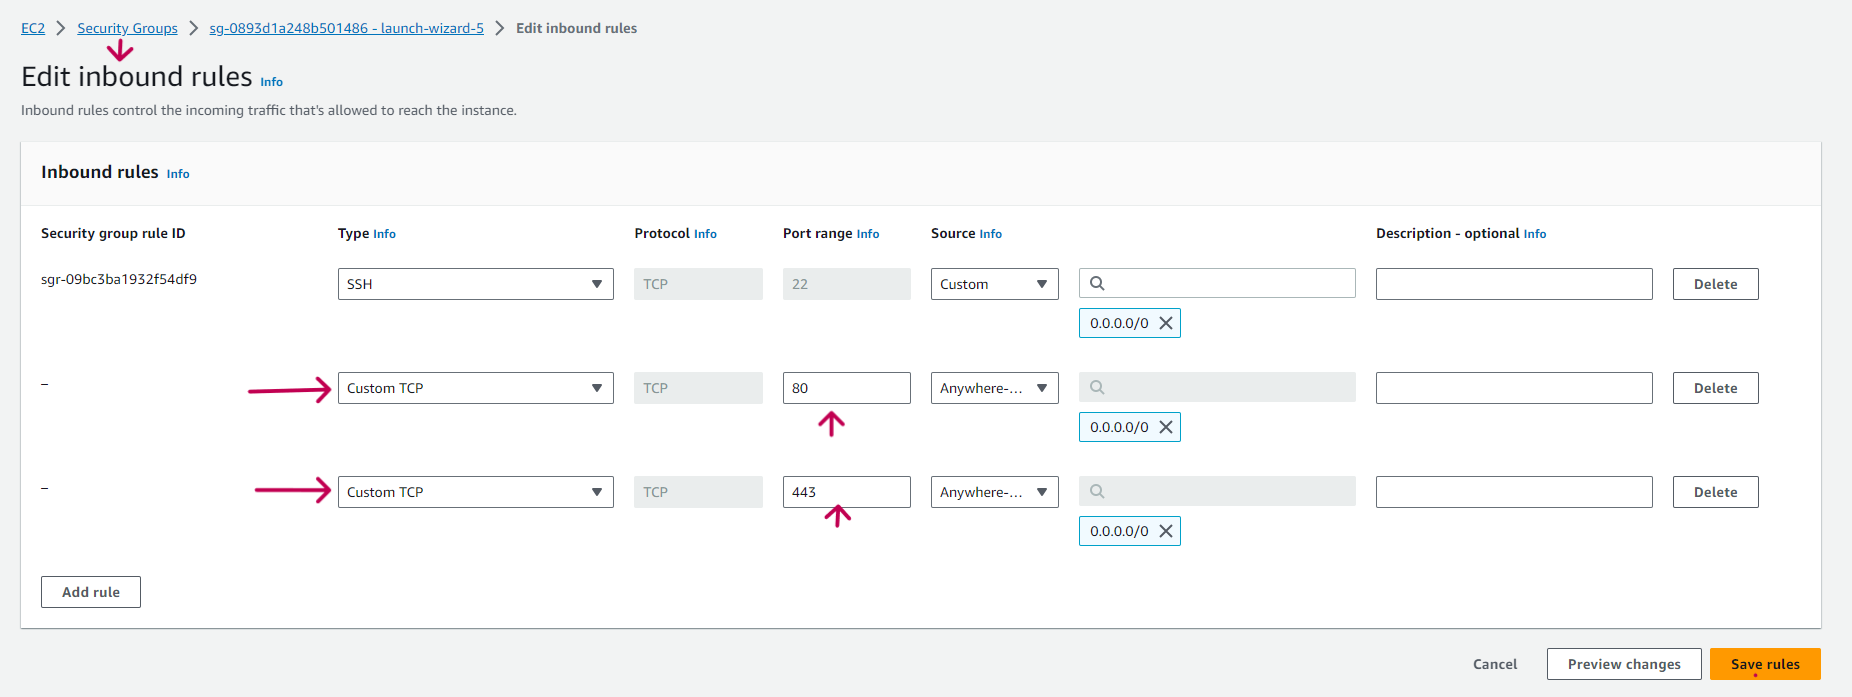 EC2 > Security Groups > sg-0893d1a248b501486 - launch-wizard-5 > Edit inbound rules
Edit inbound rules Info
Inbound rules control the incoming traffic that's allowed to reach the instance.
Inbound rules Info
Security group rule ID Type Info Protocol Info Port range Info Source Info Description - optional Info
sgr-09bc3ba1932f54df9 SSH TCP 22 Custom Delete
0.0.0.0/0
– Custom TCP TCP 80 Anywhere-... Delete
0.0.0.0/0
– Custom TCP TCP 443 Anywhere-... Delete
0.0.0.0/0
Add rule
Cancel Preview changes Save rules